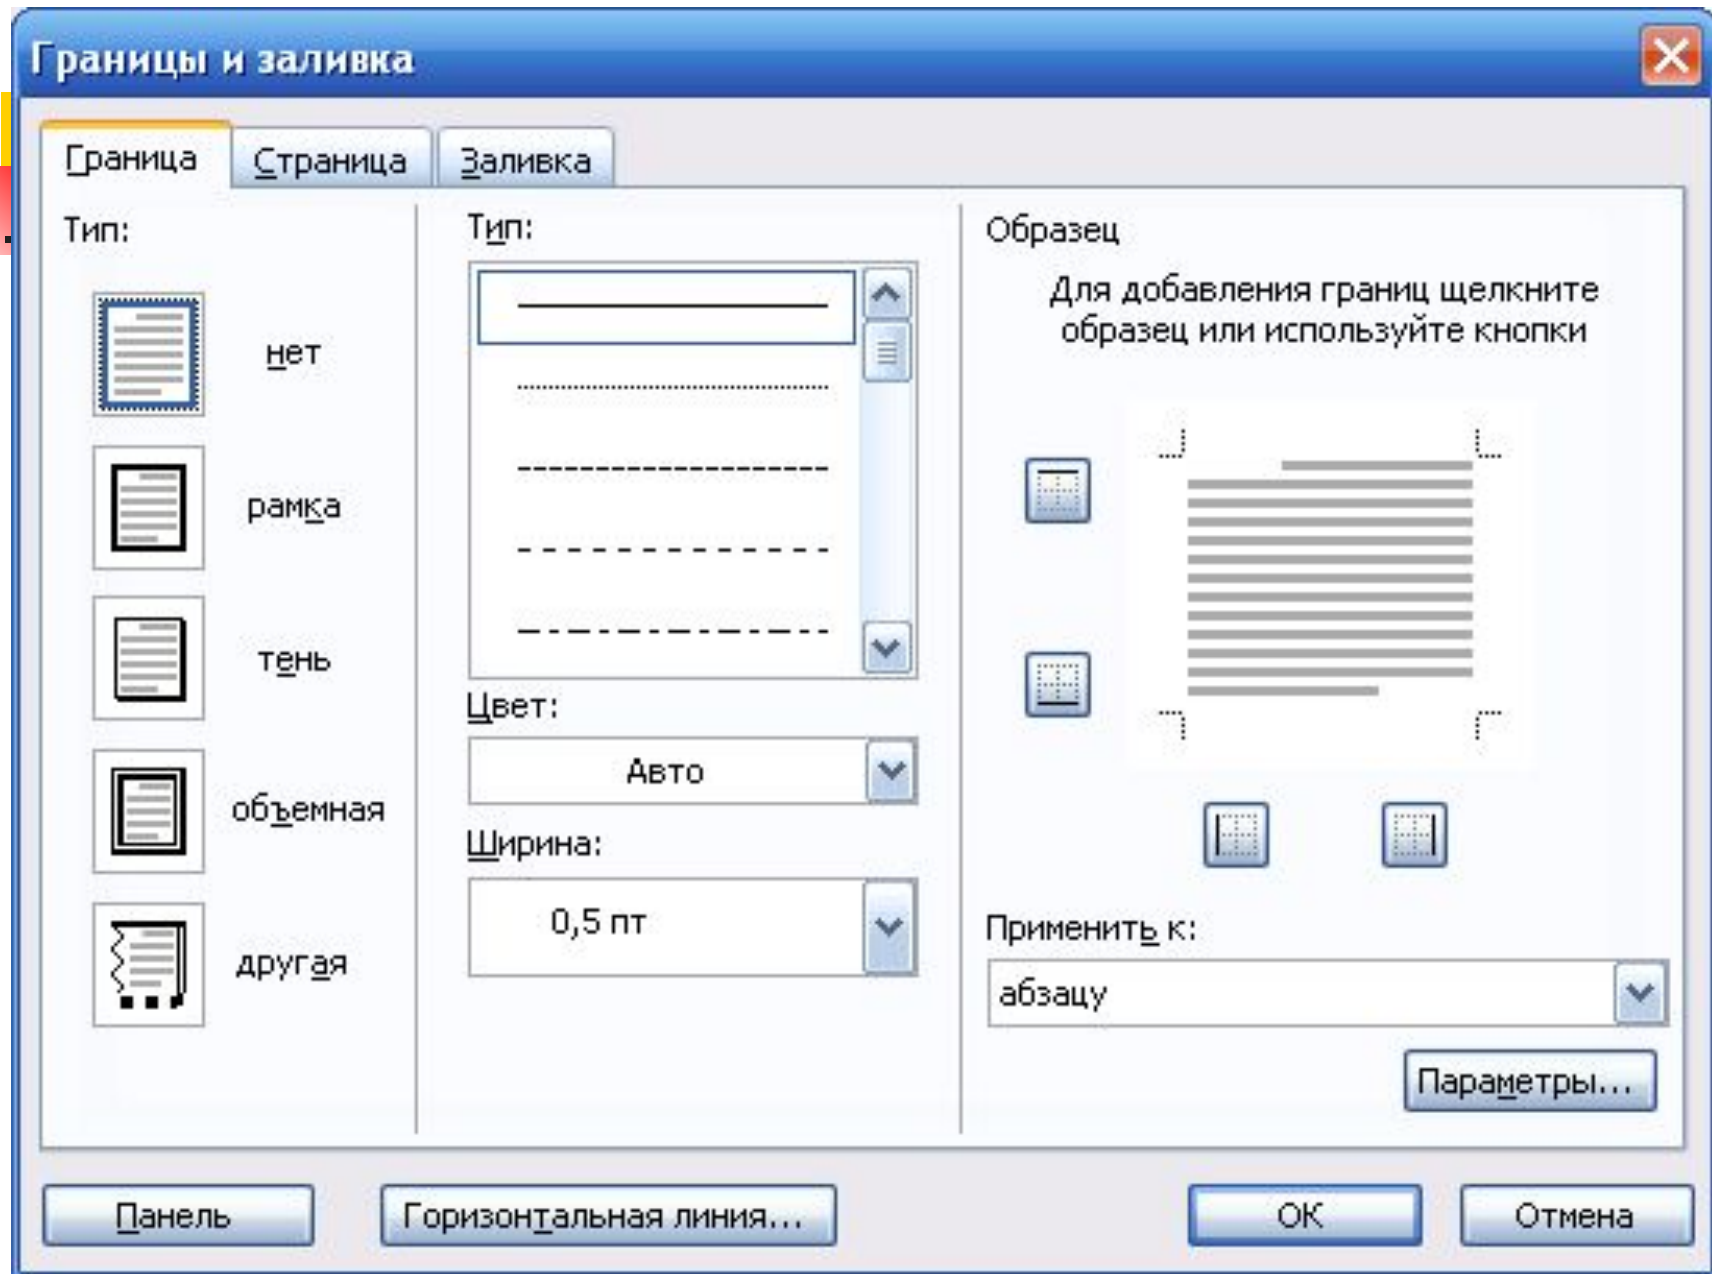 Границы и заливка
Граница
Страница
Заливка
Тип:
нет
рамка
тень
объемная
другая
Тип:
Цвет:
Авто
Ширина:
0,5 пт
Образец
Для добавления границ щелкните
образец или используйте кнопки
Применить к:
абзацу
Параметры...
Панель
Горизонтальная линия...
ОК
Отмена